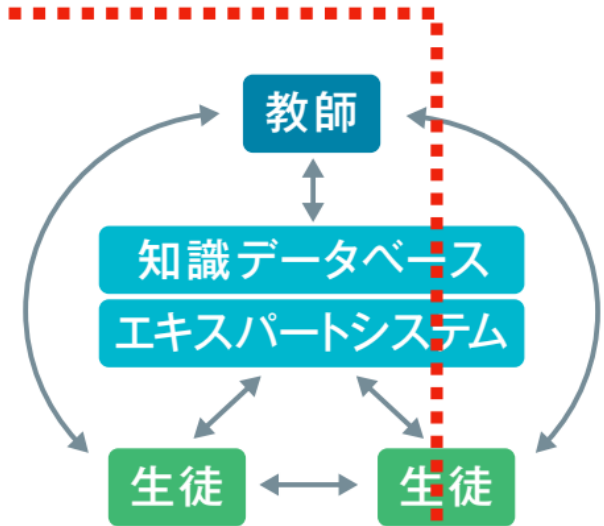 教師
知識データベース
エキスパートシステム
生徒
生徒